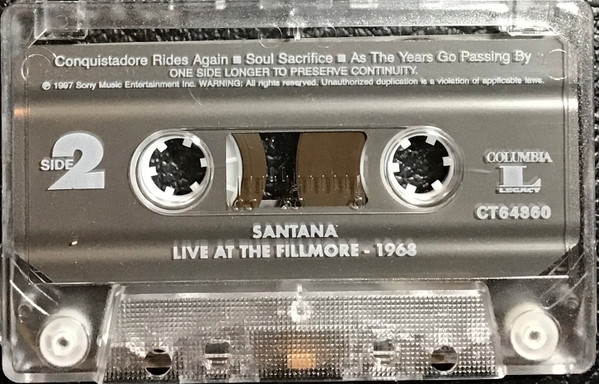 Conquistadore Rides Again ■ Soul Sacrifice ■ As The Years Go Passing By
ONE SIDE LONGER TO PRESERVE CONTINUITY.
℗ 1997 Sony Music Entertainment Inc. WARNING: All rights reserved. Unauthorized duplication is a violation of applicable laws.
SIDE 2
COLUMBIA
L
LEGACY
CT64860
SANTANA
LIVE AT THE FILLMORE - 1968